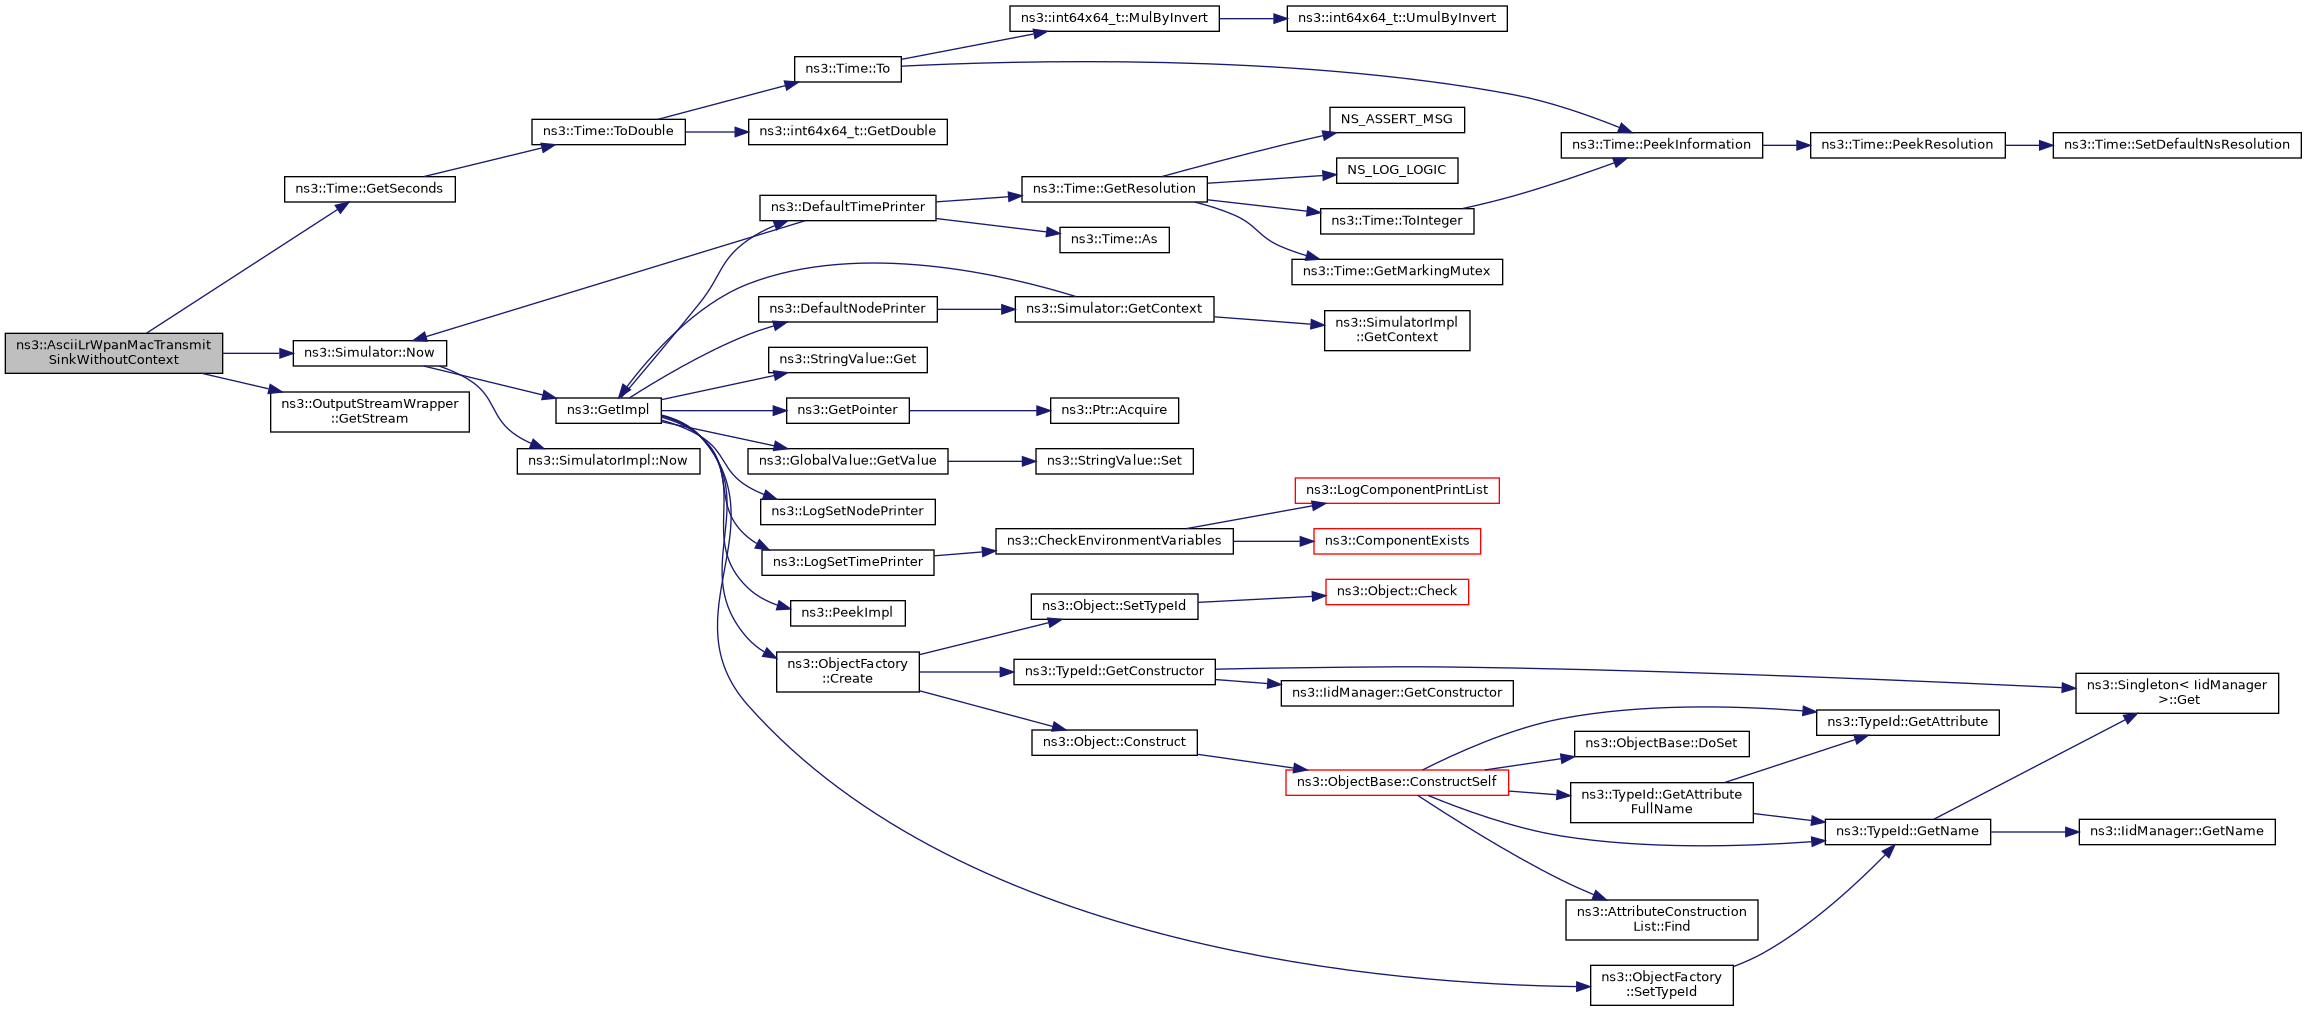 ns3::int64x64_t::MulByInvert
ns3::int64x64_t::UmulByInvert
ns3::Time::To
ns3::Time::ToDouble
ns3::int64x64_t::GetDouble
NS_ASSERT_MSG
ns3::Time::PeekInformation
ns3::Time::PeekResolution
ns3::Time::SetDefaultNsResolution
NS_LOG_LOGIC
ns3::Time::GetSeconds
ns3::Time::GetResolution
ns3::DefaultTimePrinter
ns3::Time::ToInteger
ns3::Time::As
ns3::Time::GetMarkingMutex
ns3::DefaultNodePrinter
ns3::Simulator::GetContext
ns3::SimulatorImpl
::GetContext
ns3::AsciiLrWpanMacTransmit
SinkWithoutContext
ns3::Simulator::Now
ns3::StringValue::Get
ns3::OutputStreamWrapper
::GetStream
ns3::GetImpl
ns3::GetPointer
ns3::Ptr::Acquire
ns3::SimulatorImpl::Now
ns3::GlobalValue::GetValue
ns3::StringValue::Set
ns3::LogComponentPrintList
ns3::LogSetNodePrinter
ns3::CheckEnvironmentVariables
ns3::ComponentExists
ns3::LogSetTimePrinter
ns3::Object::Check
ns3::PeekImpl
ns3::Object::SetTypeId
ns3::ObjectFactory
::Create
ns3::TypeId::GetConstructor
ns3::IidManager::GetConstructor
ns3::Singleton< IidManager
>::Get
ns3::TypeId::GetAttribute
ns3::Object::Construct
ns3::ObjectBase::DoSet
ns3::ObjectBase::ConstructSelf
ns3::TypeId::GetAttribute
FullName
ns3::TypeId::GetName
ns3::IidManager::GetName
ns3::AttributeConstruction
List::Find
ns3::ObjectFactory
::SetTypeId